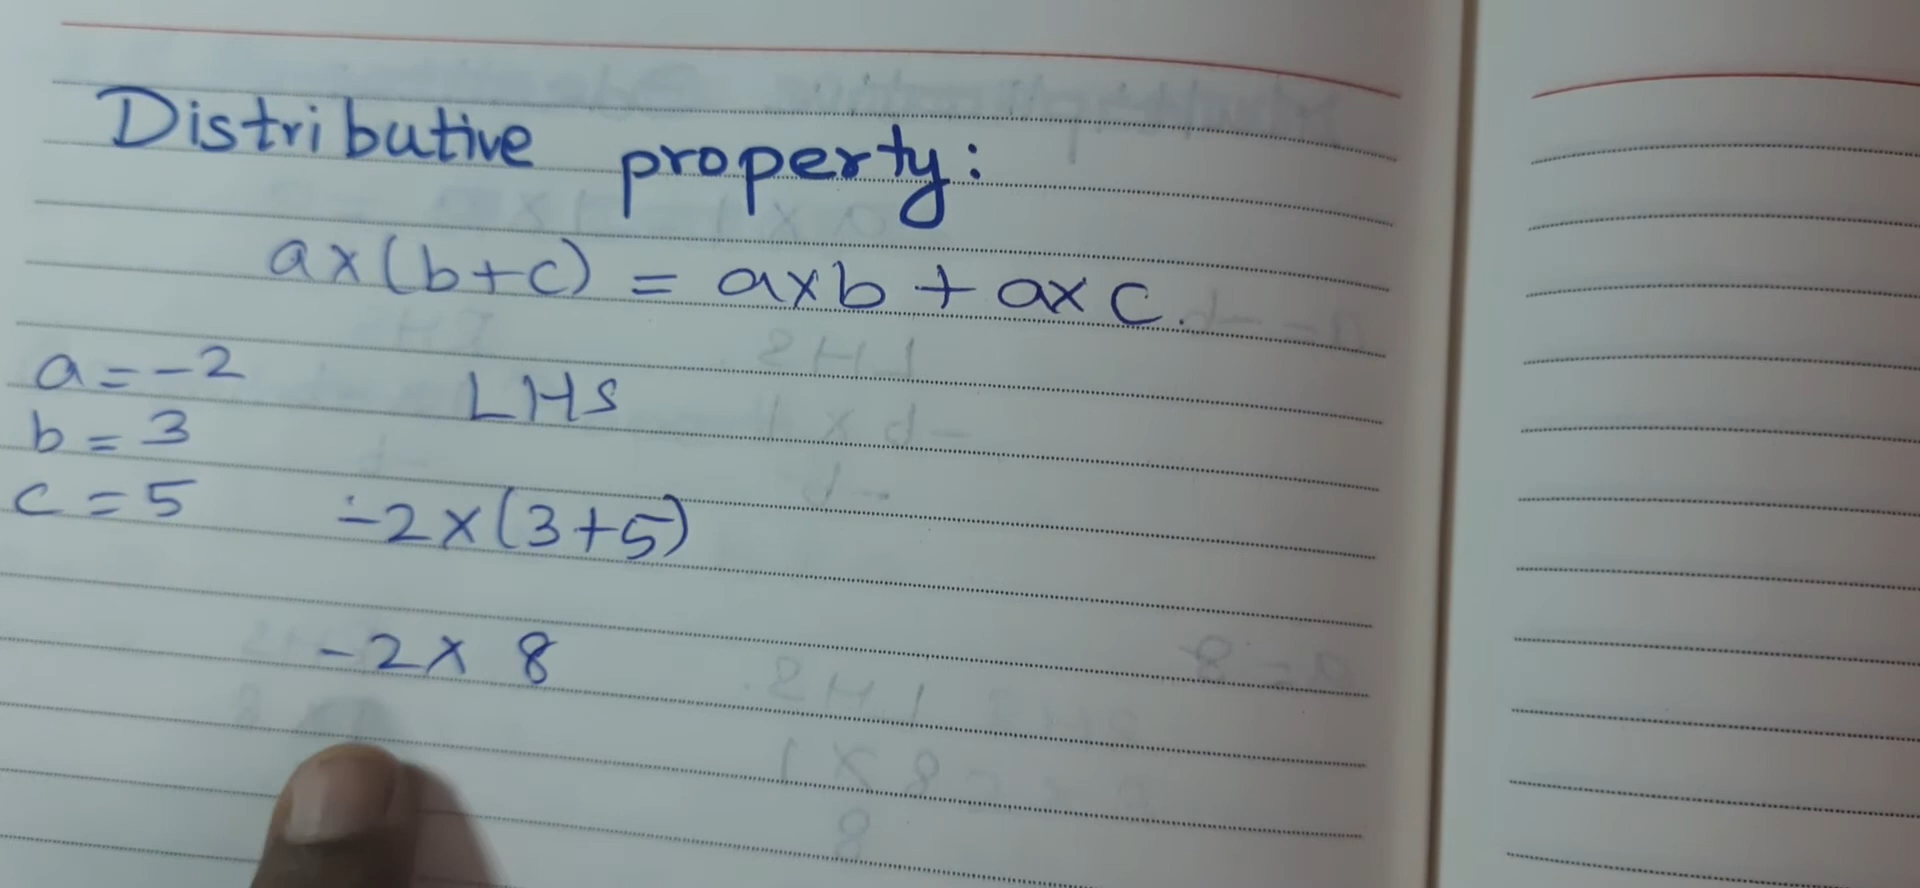 Distributive property:
a×(b+c) = a×b + a×c.
a = -2
LHS
b = 3
c = 5
-2×(3+5)
-2× 8